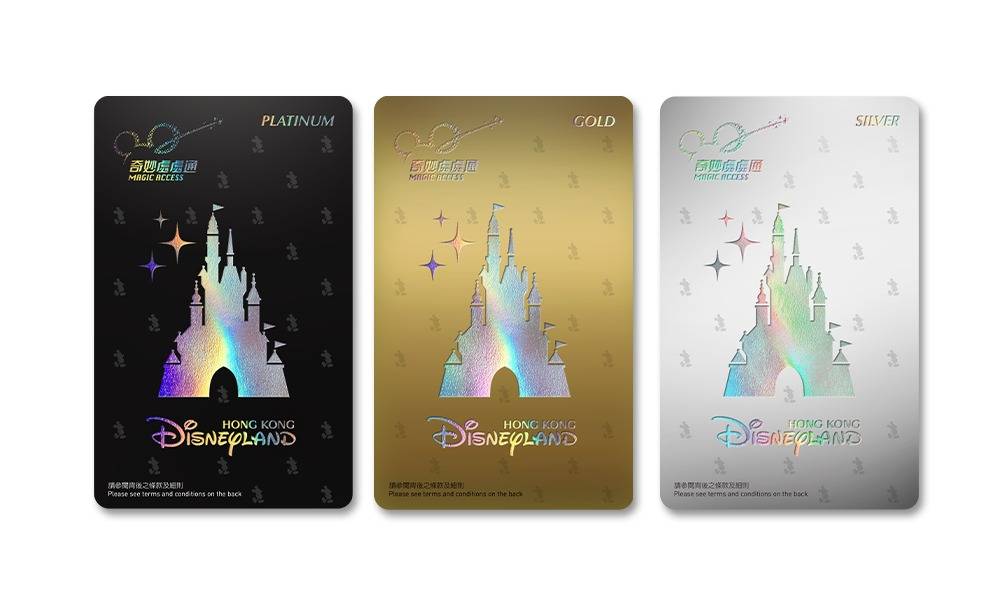 PLATINUM
奇妙處處通
MAGIC ACCESS
HONG KONG
DISNEYLAND
請參閱背後之條款及細則
Please see terms and conditions on the back
GOLD
奇妙處處通
MAGIC ACCESS
HONG KONG
DISNEYLAND
請參閱背後之條款及細則
Please see terms and conditions on the back
SILVER
奇妙處處通
MAGIC ACCESS
HONG KONG
DISNEYLAND
請參閱背後之條款及細則
Please see terms and conditions on the back